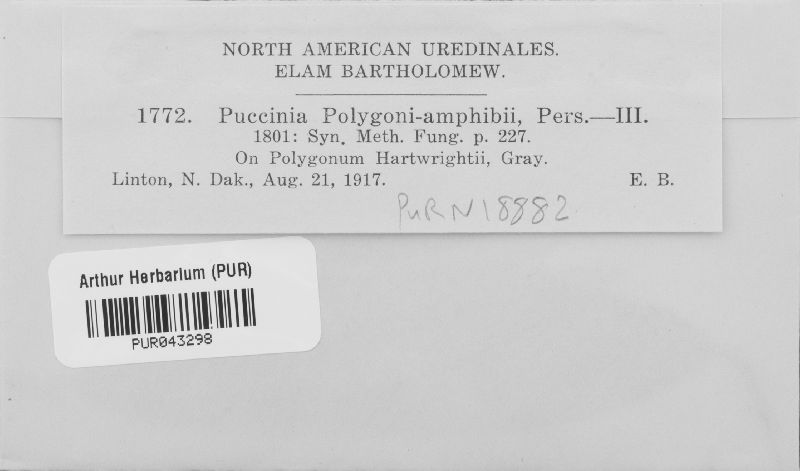 NORTH AMERICAN UREDINALES.
ELAM BARTHOLOMEW.
1772. Puccinia Polygoni-amphibii, Pers.—III.
1801: Syn. Meth. Fung. p. 227.
On Polygonum Hartwrightii, Gray.
Linton, N. Dak., Aug. 21, 1917. E. B.
PURN18882
Arthur Herbarium (PUR)
PUR043298